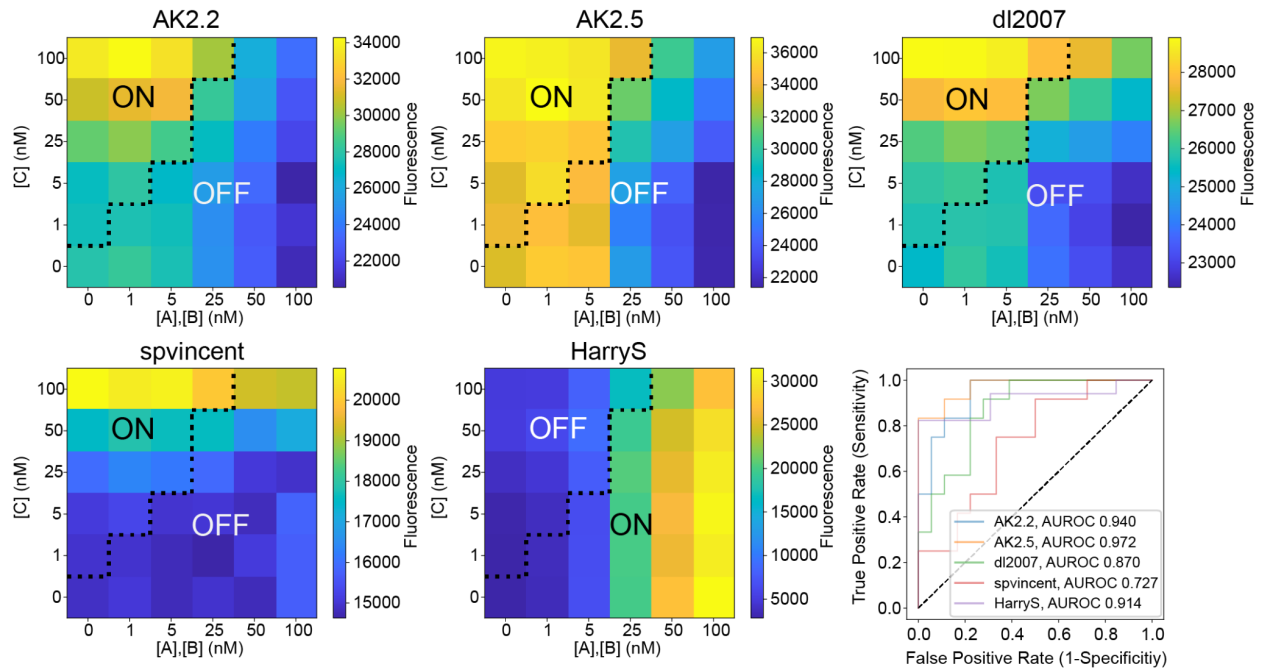 AK2.2
100
50
25
5
1
0
[C] (nM)
ON
OFF
0 1 5 25 50 100
[A],[B] (nM)
34000
32000
30000
28000
26000
24000
22000
Fluorescence
AK2.5
100
50
25
5
1
0
[C] (nM)
ON
OFF
0 1 5 25 50 100
[A],[B] (nM)
36000
34000
32000
30000
28000
26000
24000
22000
Fluorescence
dl2007
100
50
25
5
1
0
[C] (nM)
ON
OFF
0 1 5 25 50 100
[A],[B] (nM)
28000
27000
26000
25000
24000
23000
Fluorescence
spvincent
100
50
25
5
1
0
[C] (nM)
ON
OFF
0 1 5 25 50 100
[A],[B] (nM)
20000
19000
18000
17000
16000
15000
Fluorescence
HarryS
100
50
25
5
1
0
[C] (nM)
OFF
ON
0 1 5 25 50 100
[A],[B] (nM)
30000
25000
20000
15000
10000
5000
Fluorescence
True Positive Rate (Sensitivity)
1.0
0.8
0.6
0.4
0.2
0.0
AK2.2, AUROC 0.940
AK2.5, AUROC 0.972
dl2007, AUROC 0.870
spvincent, AUROC 0.727
HarryS, AUROC 0.914
0.0 0.2 0.4 0.6 0.8 1.0
False Positive Rate (1-Specificitiy)